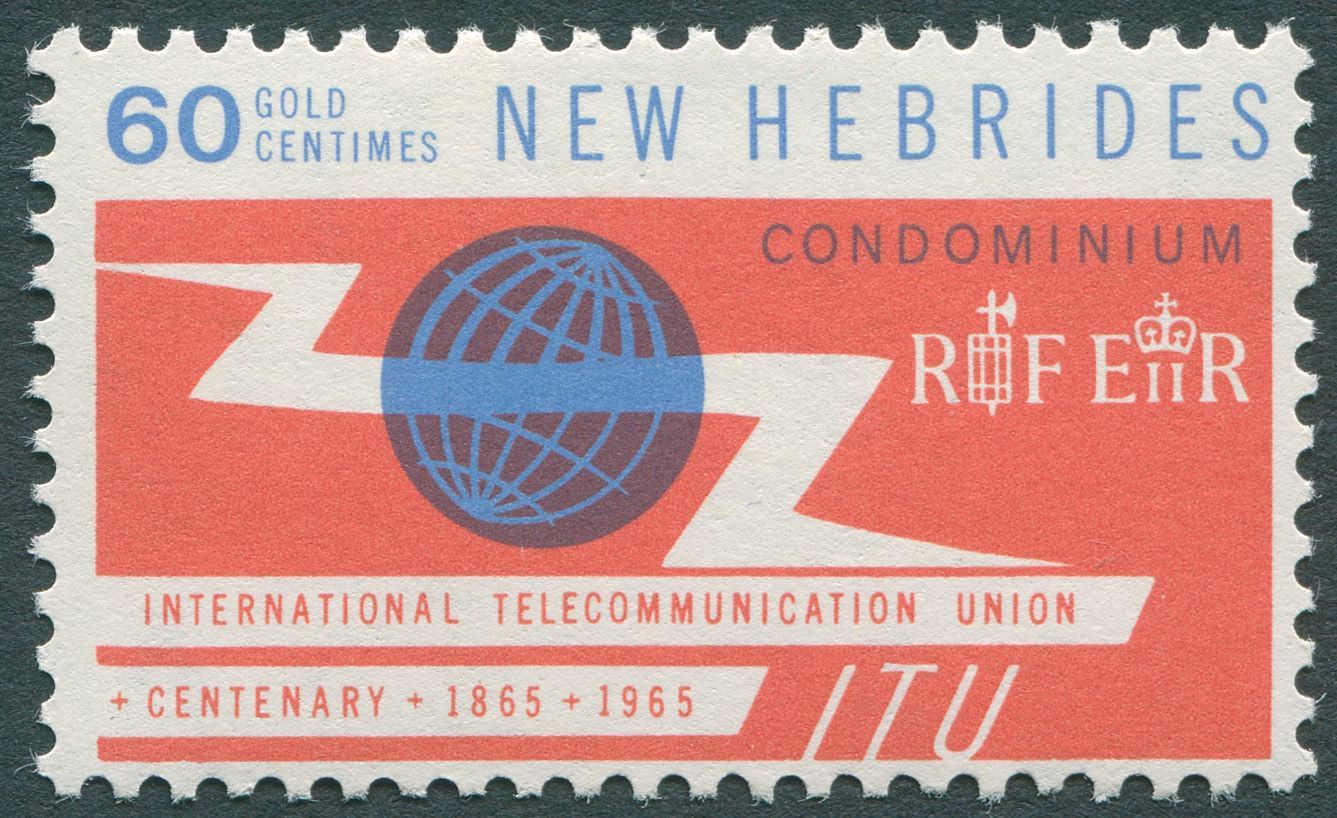 60 GOLD CENTIMES NEW HEBRIDES
CONDOMINIUM
RF EIIR
INTERNATIONAL TELECOMMUNICATION UNION
+ CENTENARY + 1865 + 1965
ITU